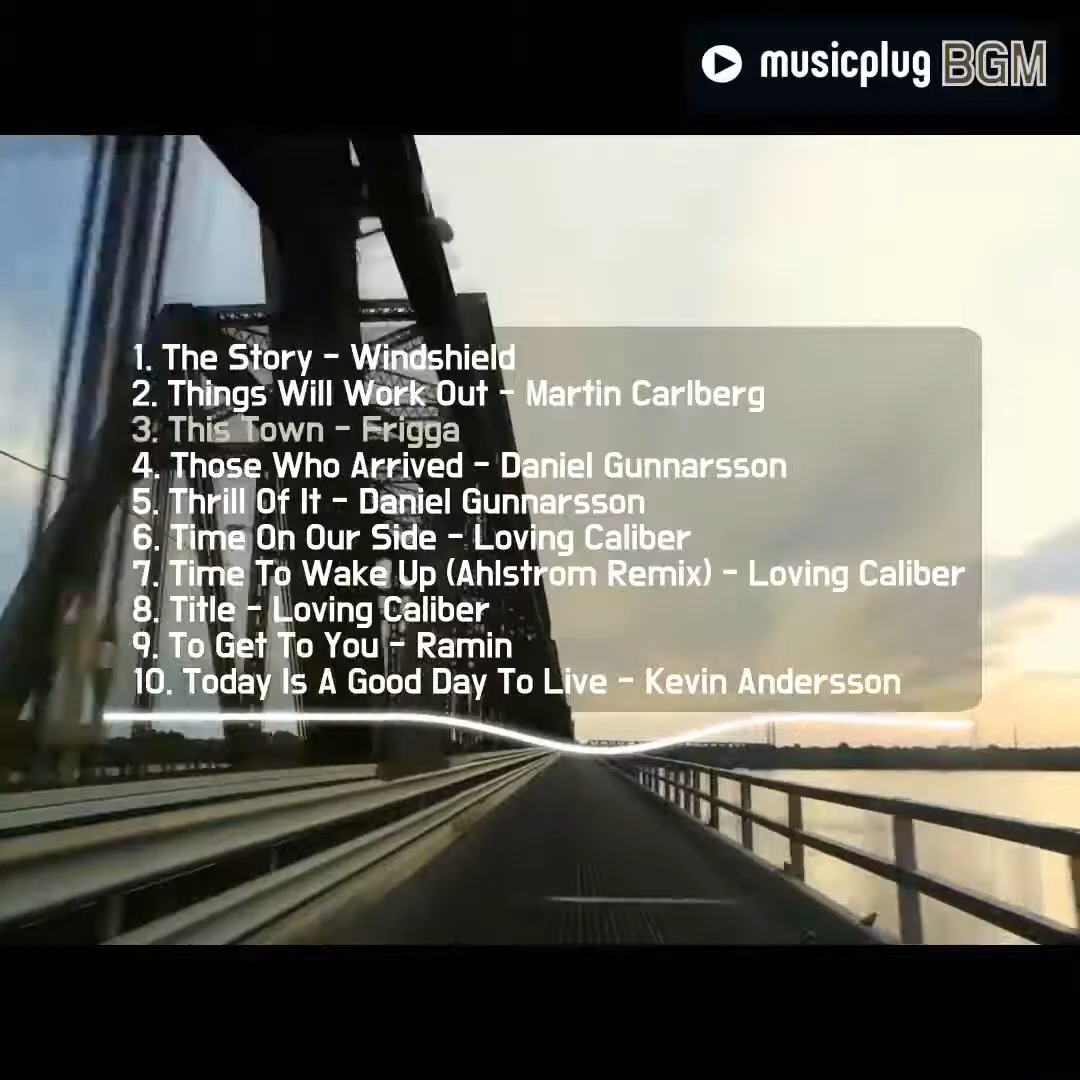 musicplug BGM
1. The Story - Windshield
2. Things Will Work Out - Martin Carlberg
3. This Town - Frigga
4. Those Who Arrived - Daniel Gunnarsson
5. Thrill Of It - Daniel Gunnarsson
6. Time On Our Side - Loving Caliber
7. Time To Wake Up (Ahlstrom Remix) - Loving Caliber
8. Title - Loving Caliber
9. To Get To You - Ramin
10. Today Is A Good Day To Live - Kevin Andersson